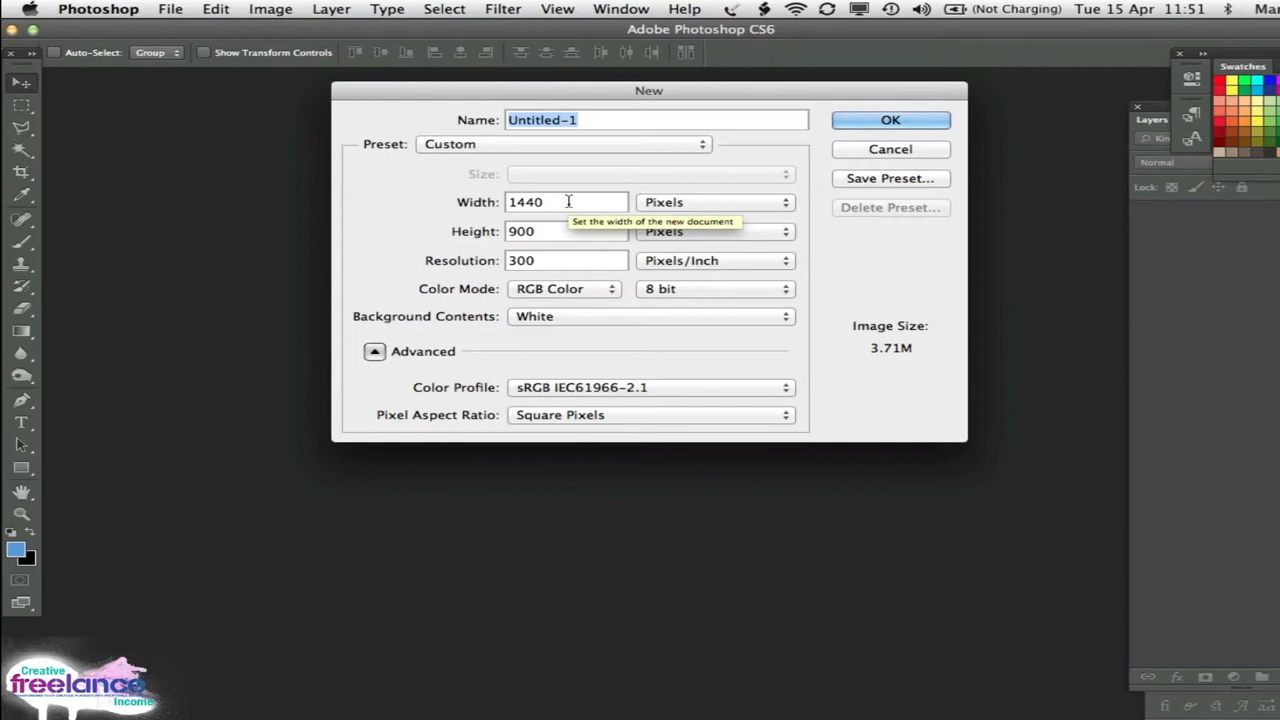 Photoshop File Edit Image Layer Type Select Filter View Window Help (Not Charging) Tue 15 Apr 11:51
Adobe Photoshop CS6
Auto-Select: Group Show Transform Controls
New
Swatches
Name: Untitled-1 OK
Layers
Preset: Custom Cancel
Normal
Size: Save Preset...
Lock:
Width: 1440 Pixels Delete Preset...
Set the width of the new document
Height: 900 Pixels
Resolution: 300 Pixels/Inch
Color Mode: RGB Color 8 bit
Background Contents: White
Image Size:
3.71M
Advanced
Color Profile: sRGB IEC61966-2.1
Pixel Aspect Ratio: Square Pixels
Creative
freelance
Income